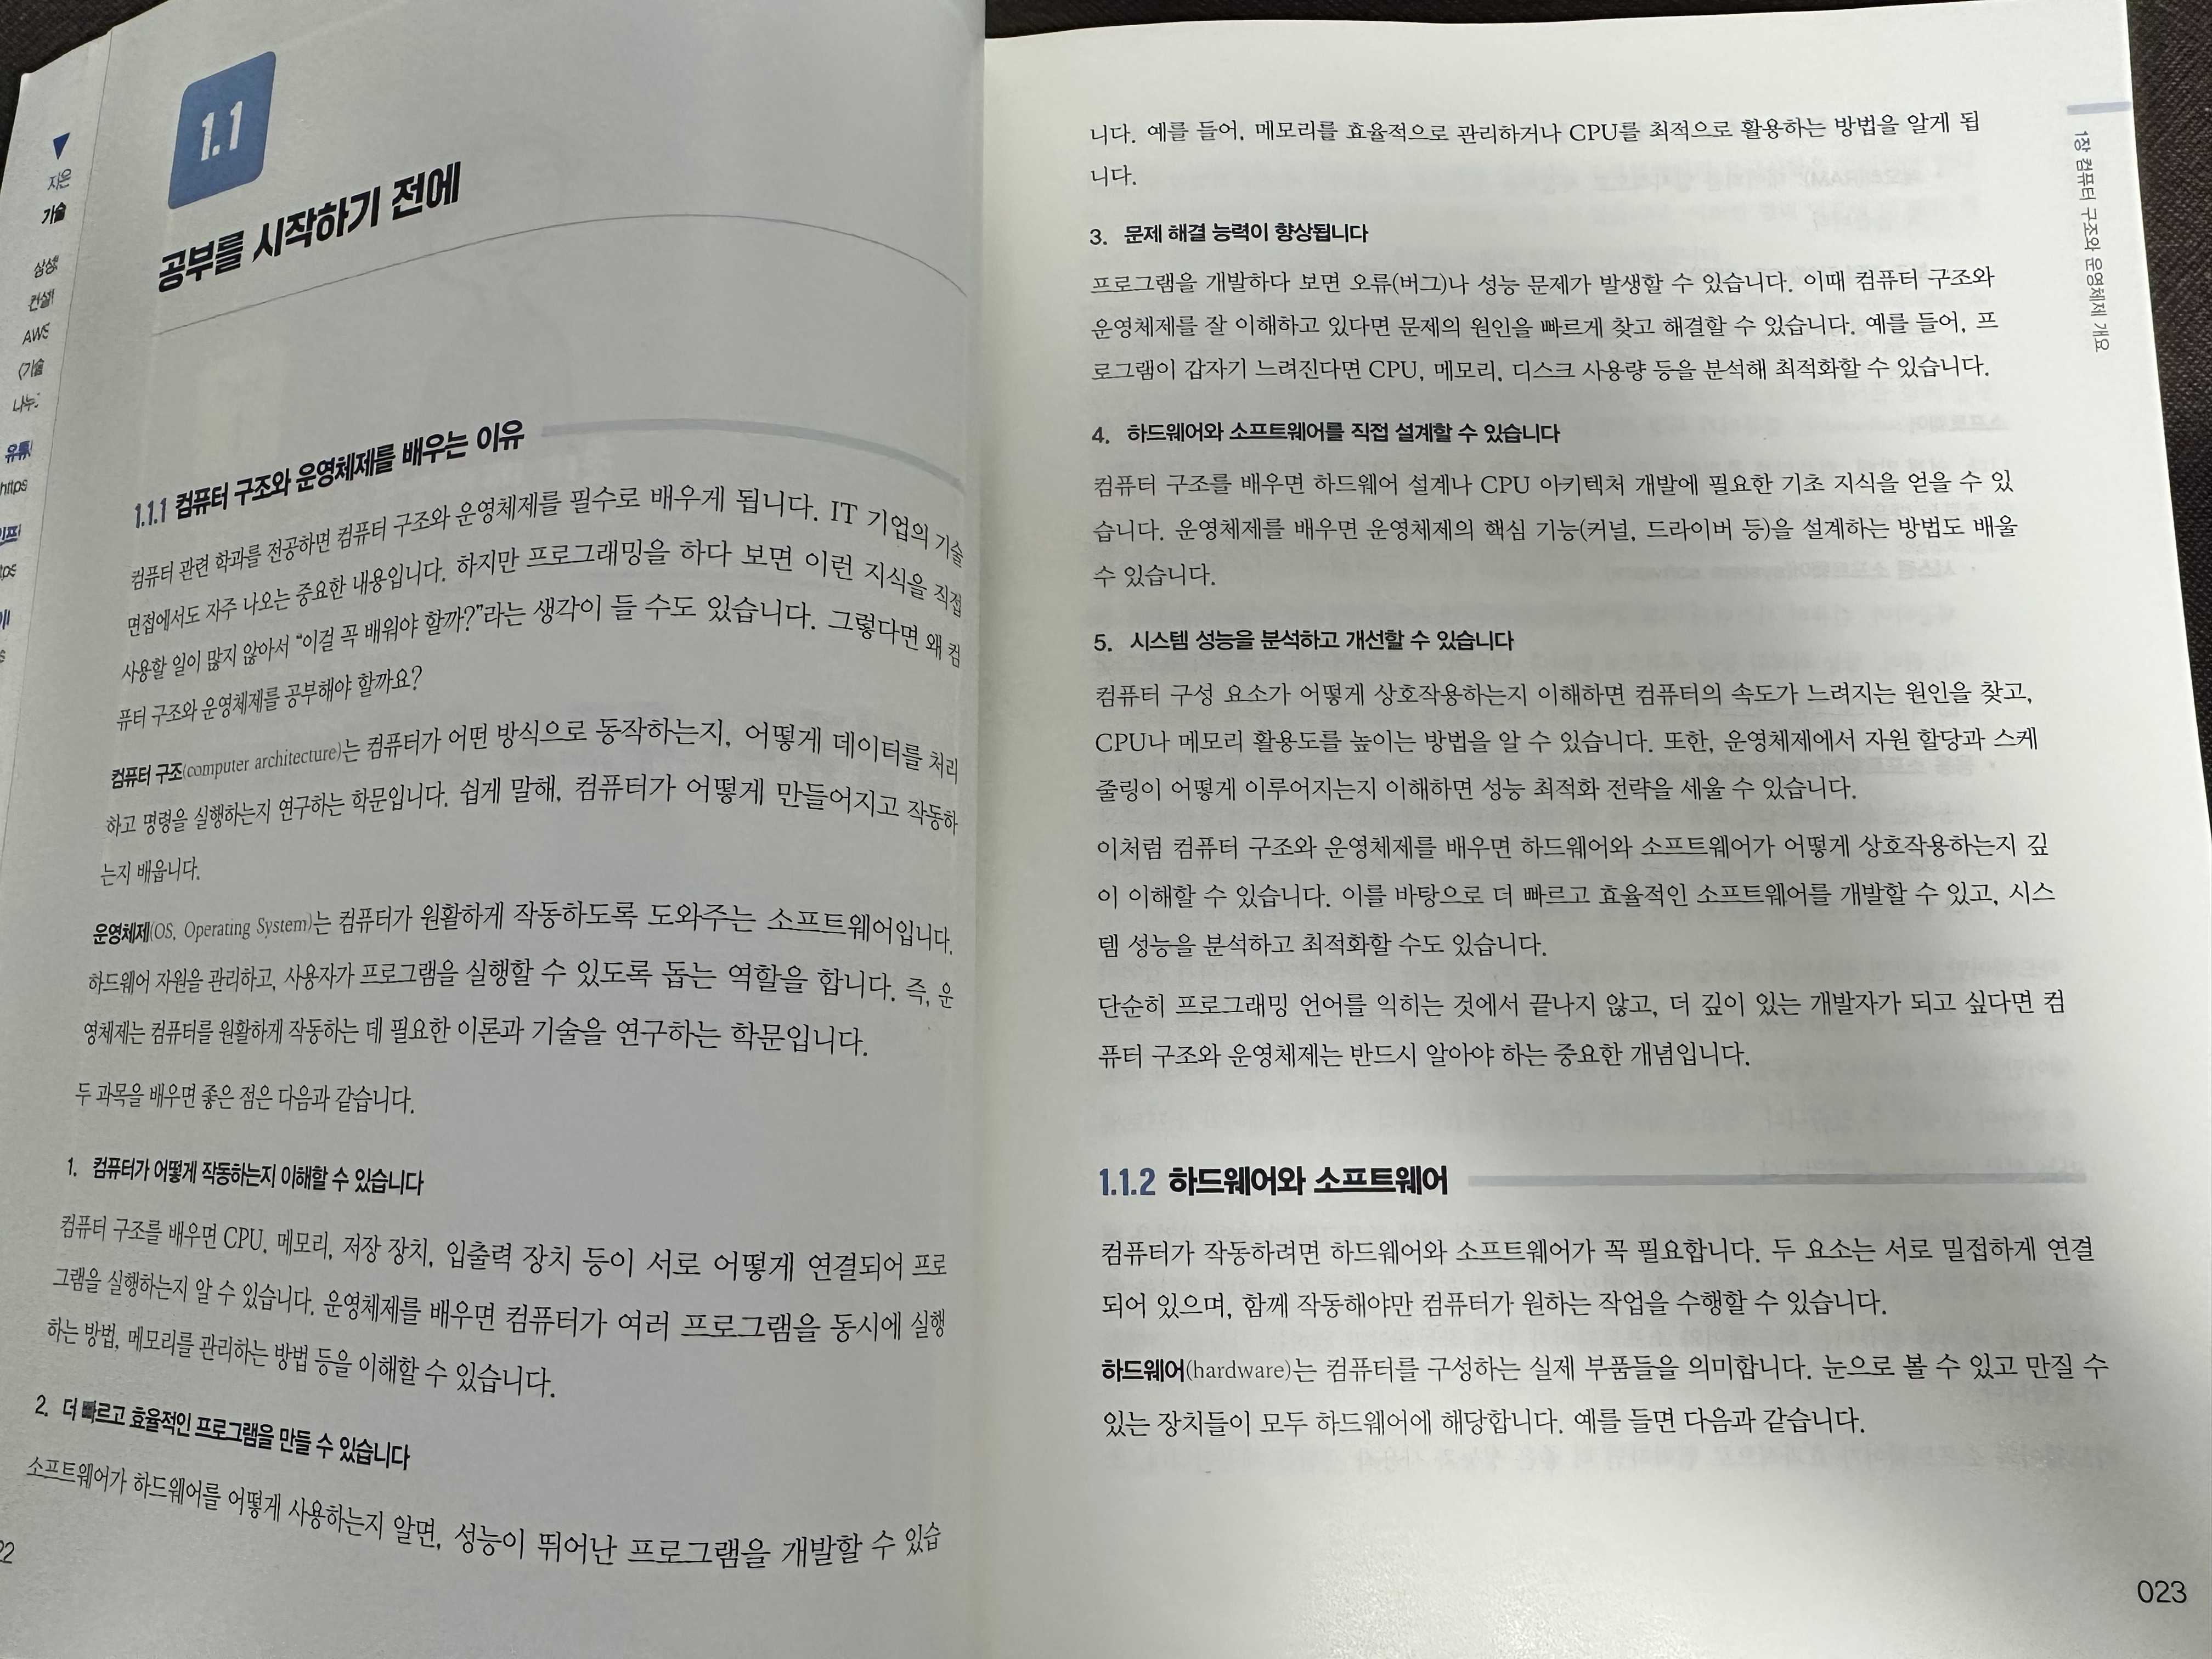 1.1
공부를 시작하기 전에
1.1.1 컴퓨터 구조와 운영체제를 배우는 이유
컴퓨터 관련 학과를 전공하면 컴퓨터 구조와 운영체제를 필수로 배우게 됩니다. IT 기업의 기술
면접에서도 자주 나오는 중요한 내용입니다. 하지만 프로그래밍을 하다 보면 이런 지식을 직접
사용할 일이 많지 않아서 "이걸 꼭 배워야 할까?"라는 생각이 들 수도 있습니다. 그렇다면 왜 컴
퓨터 구조와 운영체제를 공부해야 할까요?
컴퓨터 구조(computer architecture)는 컴퓨터가 어떤 방식으로 동작하는지, 어떻게 데이터를 처리
하고 명령을 실행하는지 연구하는 학문입니다. 쉽게 말해, 컴퓨터가 어떻게 만들어지고 작동하
는지 배웁니다.
운영체제(OS, Operating System)는 컴퓨터가 원활하게 작동하도록 도와주는 소프트웨어입니다.
하드웨어 자원을 관리하고, 사용자가 프로그램을 실행할 수 있도록 돕는 역할을 합니다. 즉, 운
영체제는 컴퓨터를 원활하게 작동하는 데 필요한 이론과 기술을 연구하는 학문입니다.
두 과목을 배우면 좋은 점은 다음과 같습니다.
1. 컴퓨터가 어떻게 작동하는지 이해할 수 있습니다
컴퓨터 구조를 배우면 CPU, 메모리, 저장 장치, 입출력 장치 등이 서로 어떻게 연결되어 프로
그램을 실행하는지 알 수 있습니다. 운영체제를 배우면 컴퓨터가 여러 프로그램을 동시에 실행
하는 방법, 메모리를 관리하는 방법 등을 이해할 수 있습니다.
2. 더 빠르고 효율적인 프로그램을 만들 수 있습니다
소프트웨어가 하드웨어를 어떻게 사용하는지 알면, 성능이 뛰어난 프로그램을 개발할 수 있습
22
지은
기술
AWS
유튜
https
니다. 예를 들어, 메모리를 효율적으로 관리하거나 CPU를 최적으로 활용하는 방법을 알게 됩
니다.
3. 문제 해결 능력이 향상됩니다
프로그램을 개발하다 보면 오류(버그)나 성능 문제가 발생할 수 있습니다. 이때 컴퓨터 구조와
운영체제를 잘 이해하고 있다면 문제의 원인을 빠르게 찾고 해결할 수 있습니다. 예를 들어, 프
로그램이 갑자기 느려진다면 CPU, 메모리, 디스크 사용량 등을 분석해 최적화할 수 있습니다.
4. 하드웨어와 소프트웨어를 직접 설계할 수 있습니다
컴퓨터 구조를 배우면 하드웨어 설계나 CPU 아키텍처 개발에 필요한 기초 지식을 얻을 수 있
습니다. 운영체제를 배우면 운영체제의 핵심 기능(커널, 드라이버 등)을 설계하는 방법도 배울
수 있습니다.
5. 시스템 성능을 분석하고 개선할 수 있습니다
컴퓨터 구성 요소가 어떻게 상호작용하는지 이해하면 컴퓨터의 속도가 느려지는 원인을 찾고,
CPU나 메모리 활용도를 높이는 방법을 알 수 있습니다. 또한, 운영체제에서 자원 할당과 스케
줄링이 어떻게 이루어지는지 이해하면 성능 최적화 전략을 세울 수 있습니다.
이처럼 컴퓨터 구조와 운영체제를 배우면 하드웨어와 소프트웨어가 어떻게 상호작용하는지 깊
이 이해할 수 있습니다. 이를 바탕으로 더 빠르고 효율적인 소프트웨어를 개발할 수 있고, 시스
템 성능을 분석하고 최적화할 수도 있습니다.
단순히 프로그래밍 언어를 익히는 것에서 끝나지 않고, 더 깊이 있는 개발자가 되고 싶다면 컴
퓨터 구조와 운영체제는 반드시 알아야 하는 중요한 개념입니다.
1.1.2 하드웨어와 소프트웨어
컴퓨터가 작동하려면 하드웨어와 소프트웨어가 꼭 필요합니다. 두 요소는 서로 밀접하게 연결
되어 있으며, 함께 작동해야만 컴퓨터가 원하는 작업을 수행할 수 있습니다.
하드웨어(hardware)는 컴퓨터를 구성하는 실제 부품들을 의미합니다. 눈으로 볼 수 있고 만질 수
있는 장치들이 모두 하드웨어에 해당합니다. 예를 들면 다음과 같습니다.
1장 컴퓨터 구조와 운영체제 개요
023